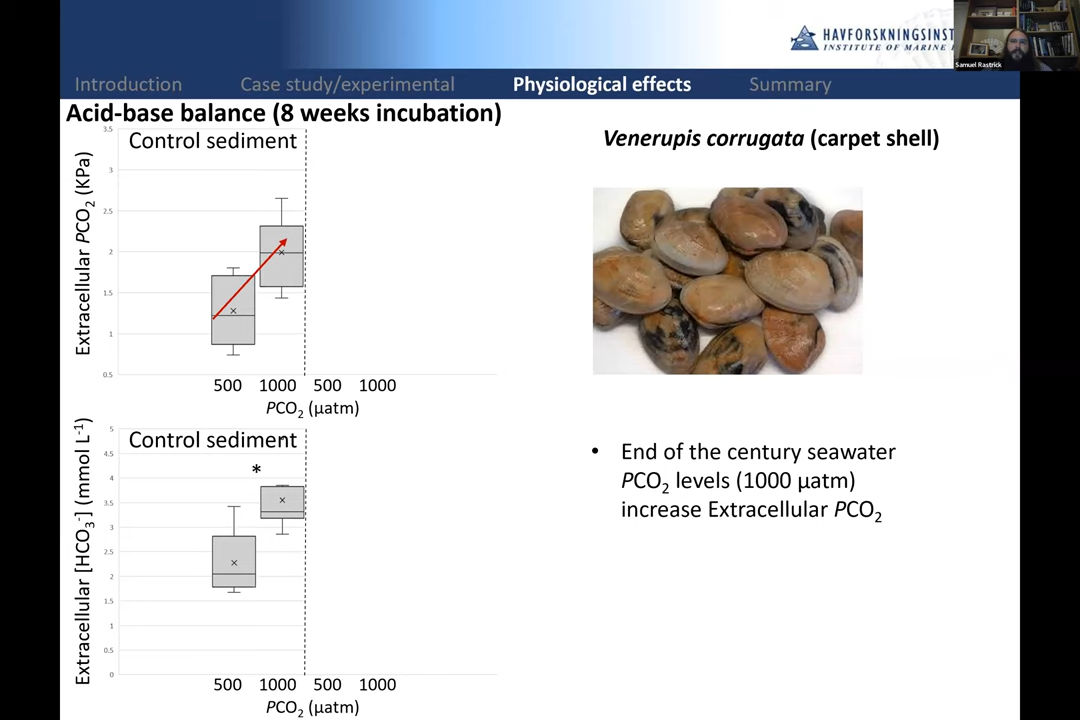 HAVFORSKNINGSINST
INSTITUTE OF MARINE
Samuel Rastrick
Introduction Case study/experimental Physiological effects Summary
Acid-base balance (8 weeks incubation)
Venerupis corrugata (carpet shell)
Control sediment
Extracellular PCO₂ (KPa)
3.5
3
2.5
2
1.5
1
0.5
500 1000 500 1000
PCO₂ (µatm)
Control sediment
*
Extracellular [HCO₃⁻] (mmol L⁻¹)
5
4.5
4
3.5
3
2.5
2
1.5
1
0.5
0
500 1000 500 1000
PCO₂ (µatm)
• End of the century seawater
PCO₂ levels (1000 µatm)
increase Extracellular PCO₂